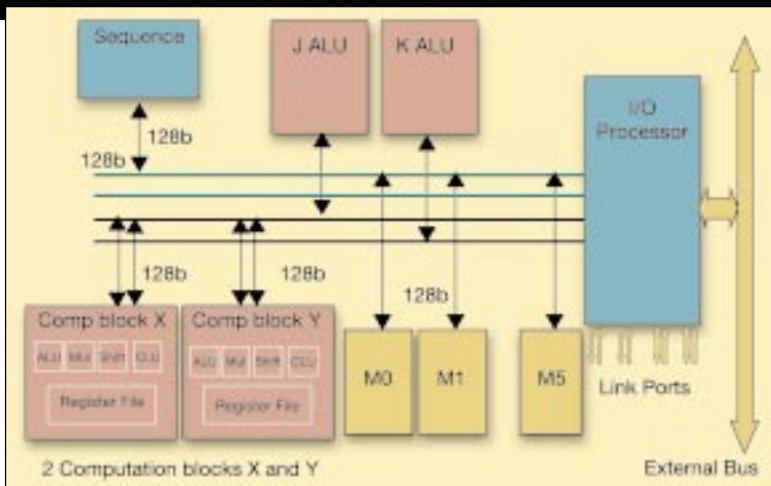 Sequence
J ALU
K ALU
I/O
Processor
128b
128b
128b
128b
128b
Comp block X
Comp block Y
ALU Mul Shift CLU
ALU Mul Shift CLU
Register File
Register File
M0
M1
M5
Link Ports
2 Computation blocks X and Y
External Bus